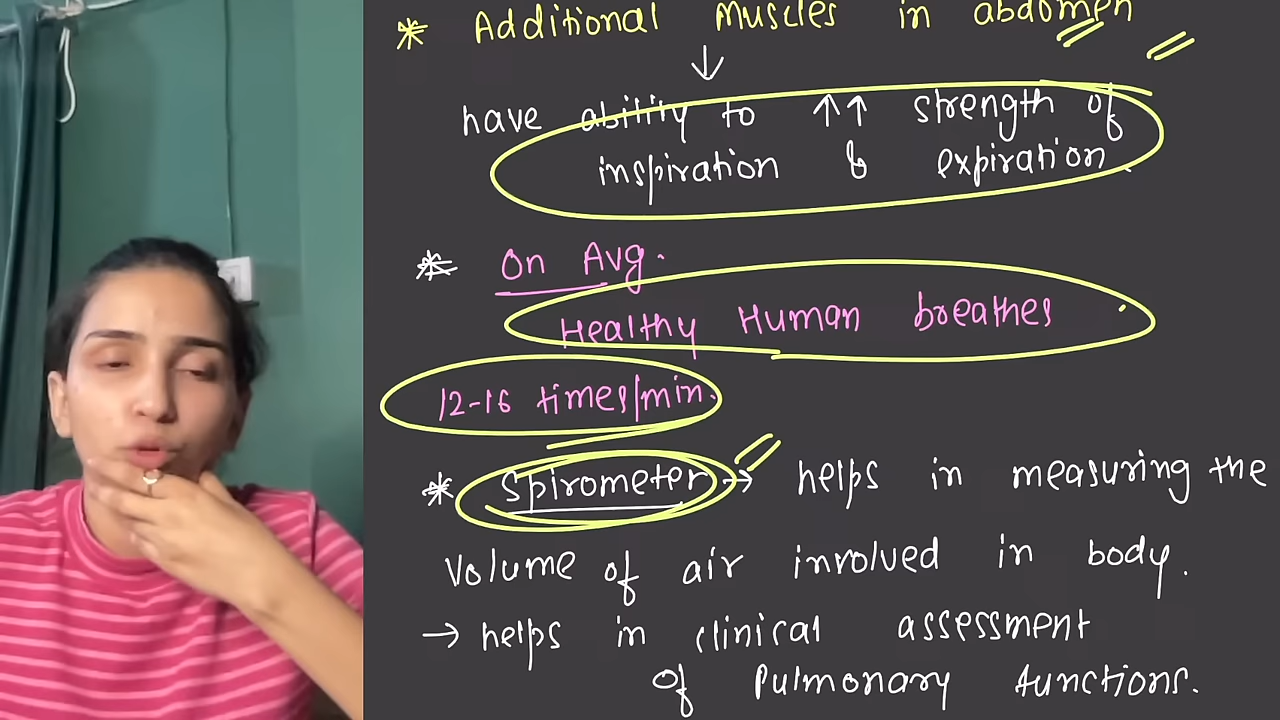 * Additional Muscles in abdomen
↓
have ability to ↑↑ strength of
inspiration & expiration.
* On Avg.
Healthy Human breathes
12-16 times/min.
* Spirometer → helps in measuring the
Volume of air involved in body.
→ helps in clinical assessment
of Pulmonary functions.